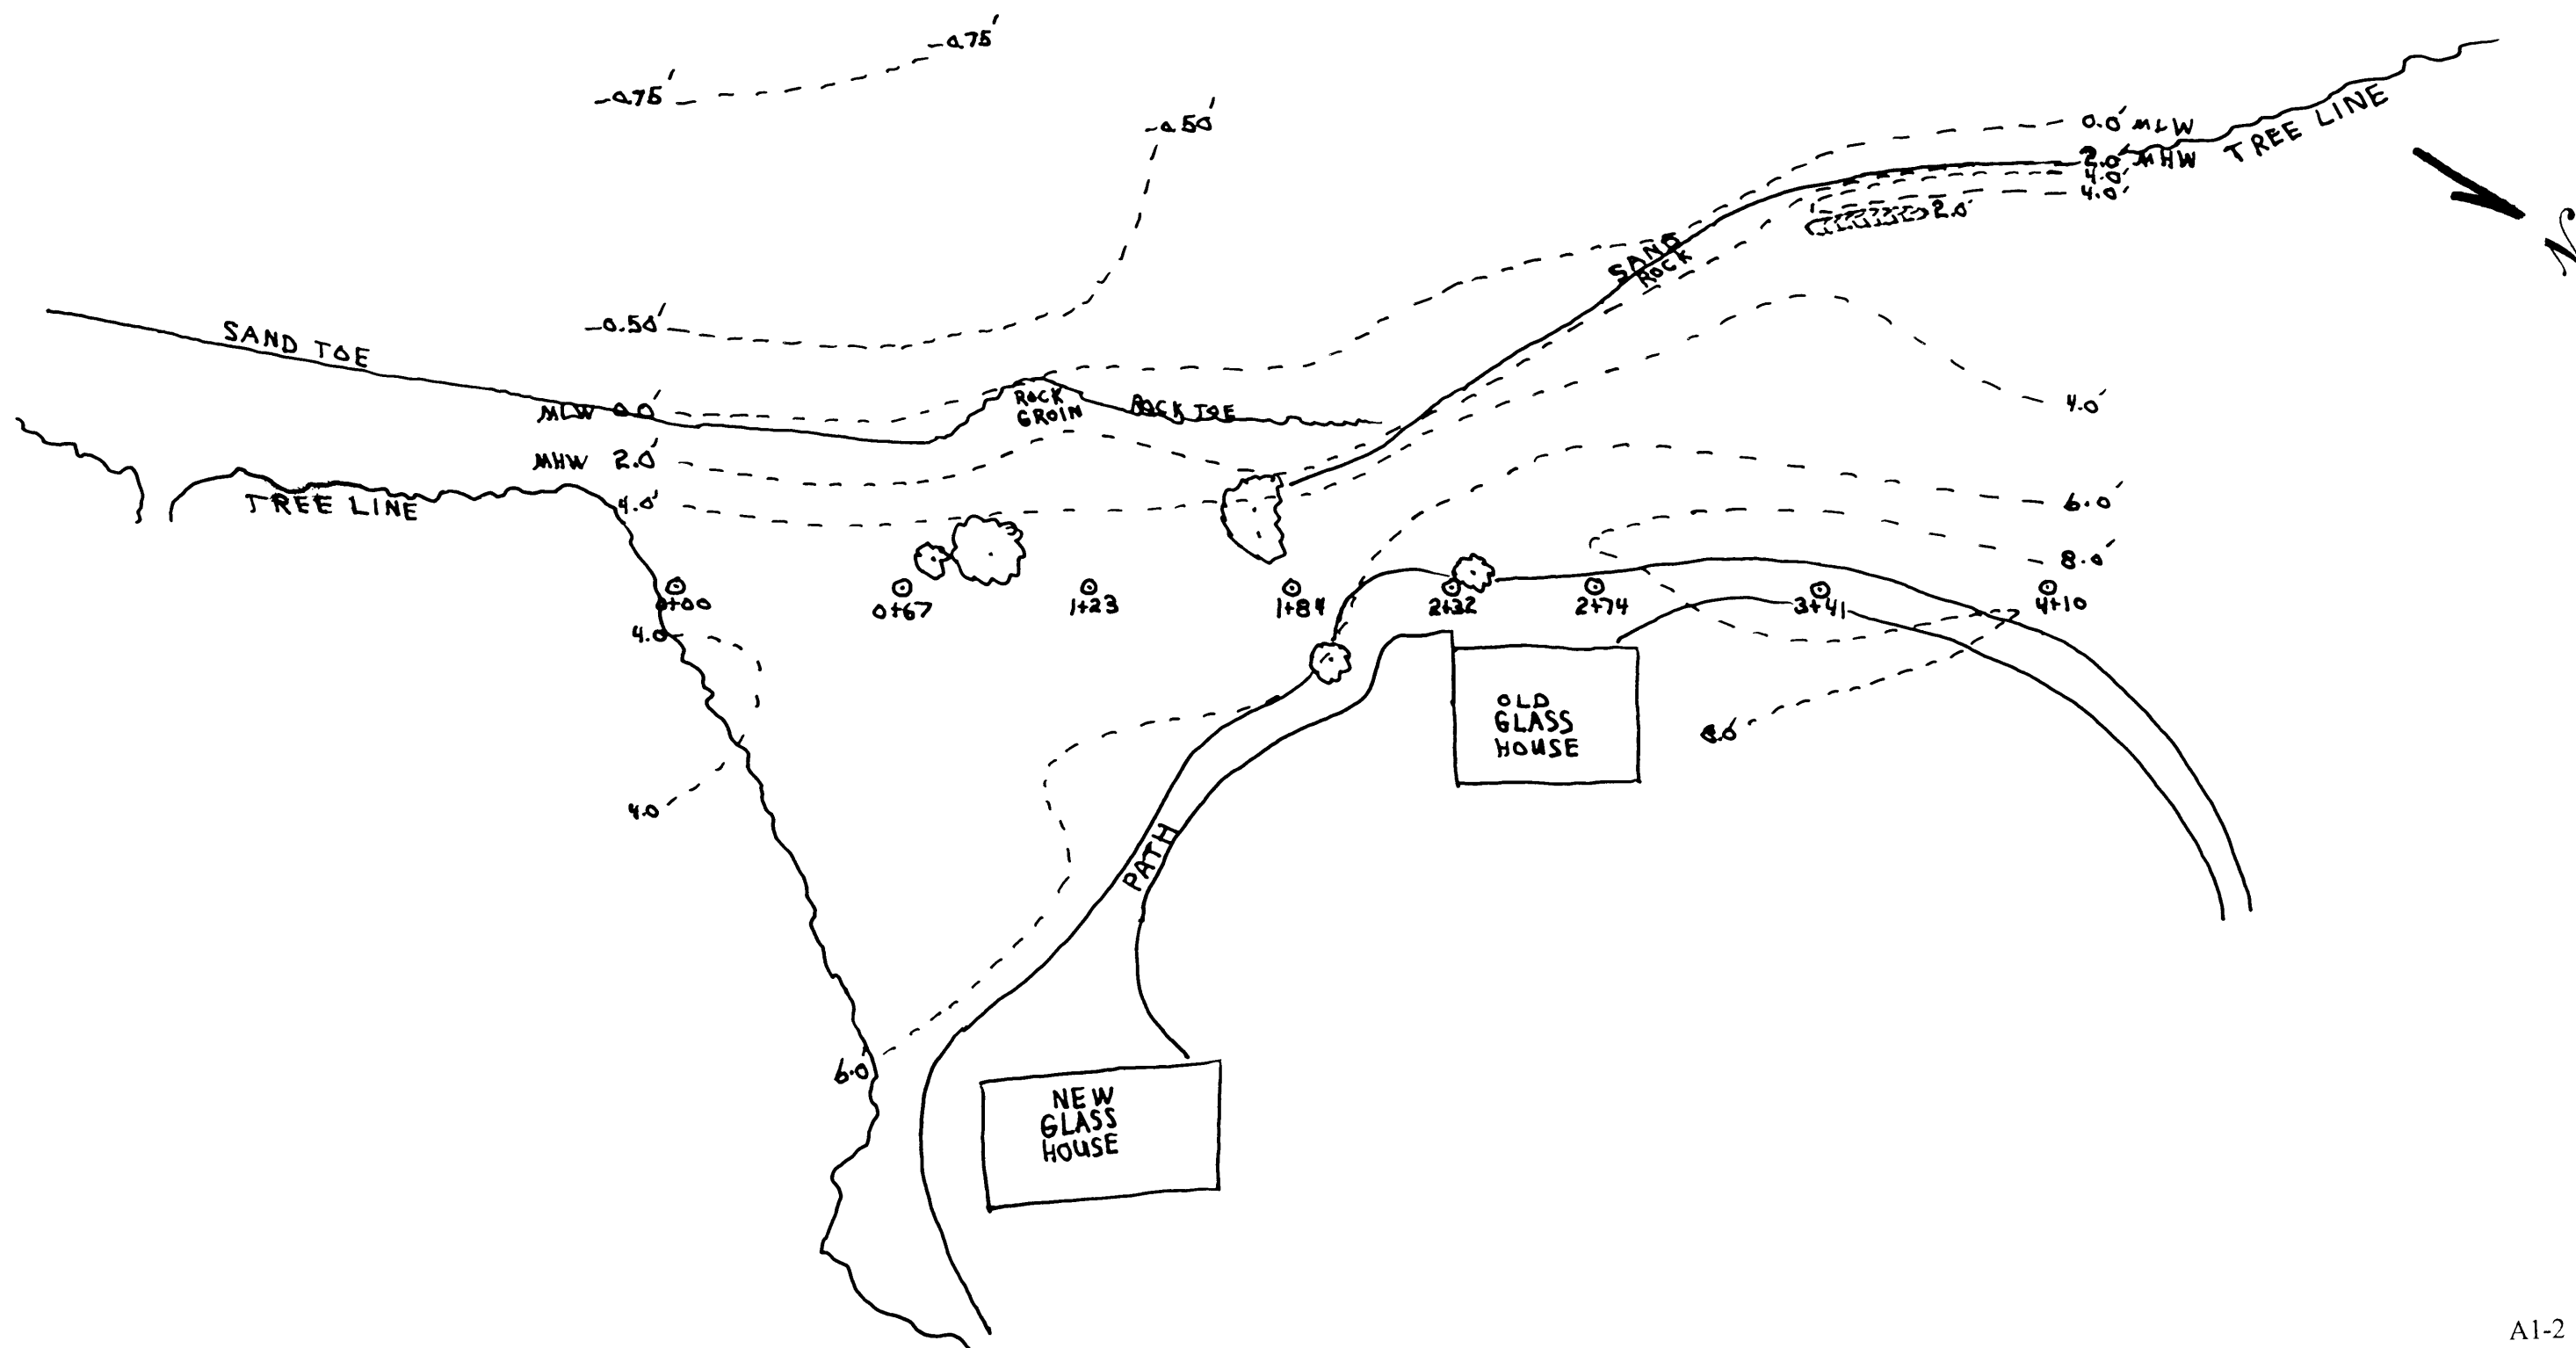 -0.75'
-0.75'
-0.50'
0.0' MLW
2.0' MHW
4.0'
4.0'
2.0'
TREE LINE
N
SAND
ROCK
-0.50'
SAND TOE
MLW 0.0'
ROCK
GROIN
ROCK TOE
4.0'
MHW 2.0'
4.0'
TREE LINE
6.0'
8.0'
0+00
0+67
1+23
1+84
2+32
2+74
3+41
4+10
4.0
OLD
GLASS
HOUSE
4.0
PATH
6.0'
NEW
GLASS
HOUSE
A1-2